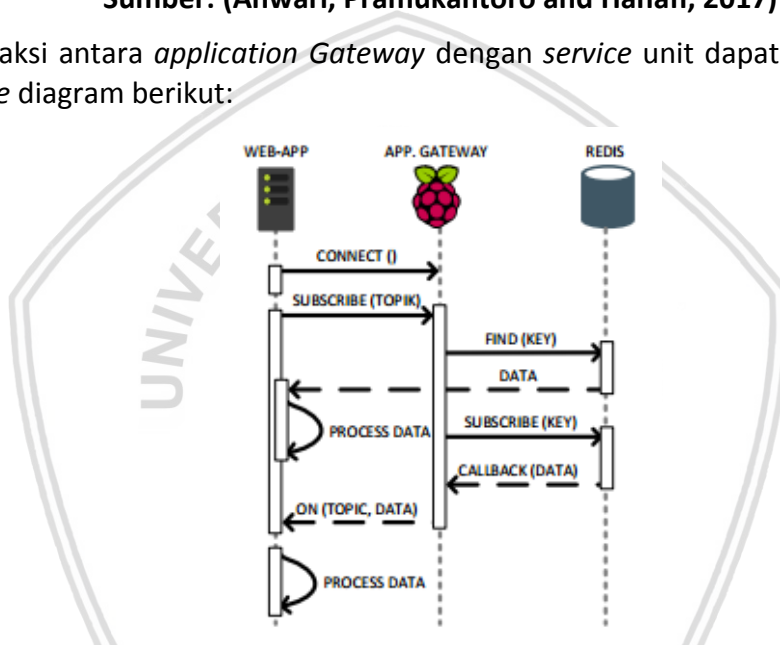 Sumber: (Anwari, Pramukantoro and Hanafi, 2017)
aksi antara application Gateway dengan service unit dapat
e diagram berikut:
WEB-APP APP. GATEWAY REDIS
CONNECT ()
SUBSCRIBE (TOPIK)
FIND (KEY)
DATA
SUBSCRIBE (KEY)
PROCESS DATA
CALLBACK (DATA)
ON (TOPIC, DATA)
PROCESS DATA